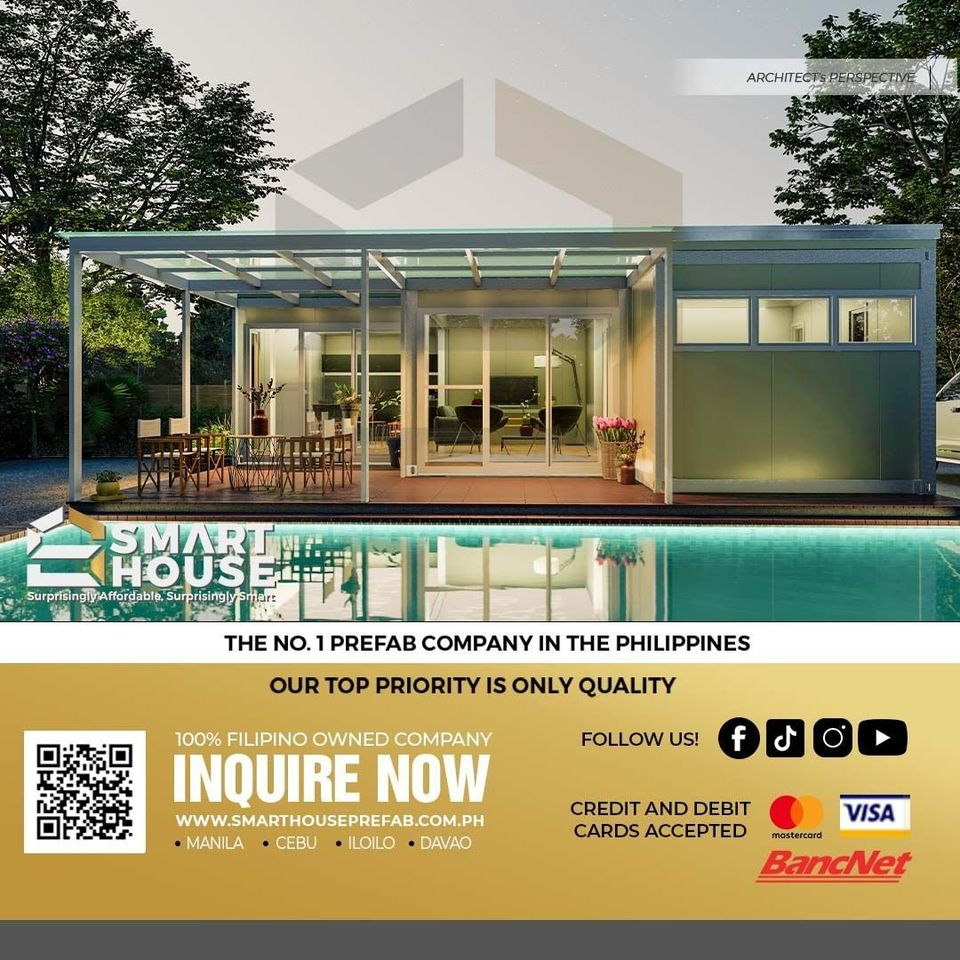 ARCHITECT's PERSPECTIVE
SMART
HOUSE
Surprisingly Affordable, Surprisingly Smart
THE NO. 1 PREFAB COMPANY IN THE PHILIPPINES
OUR TOP PRIORITY IS ONLY QUALITY
100% FILIPINO OWNED COMPANY
INQUIRE NOW
WWW.SMARTHOUSEPREFAB.COM.PH
• MANILA • CEBU • ILOILO • DAVAO
FOLLOW US!
CREDIT AND DEBIT
CARDS ACCEPTED
mastercard
VISA
BancNet